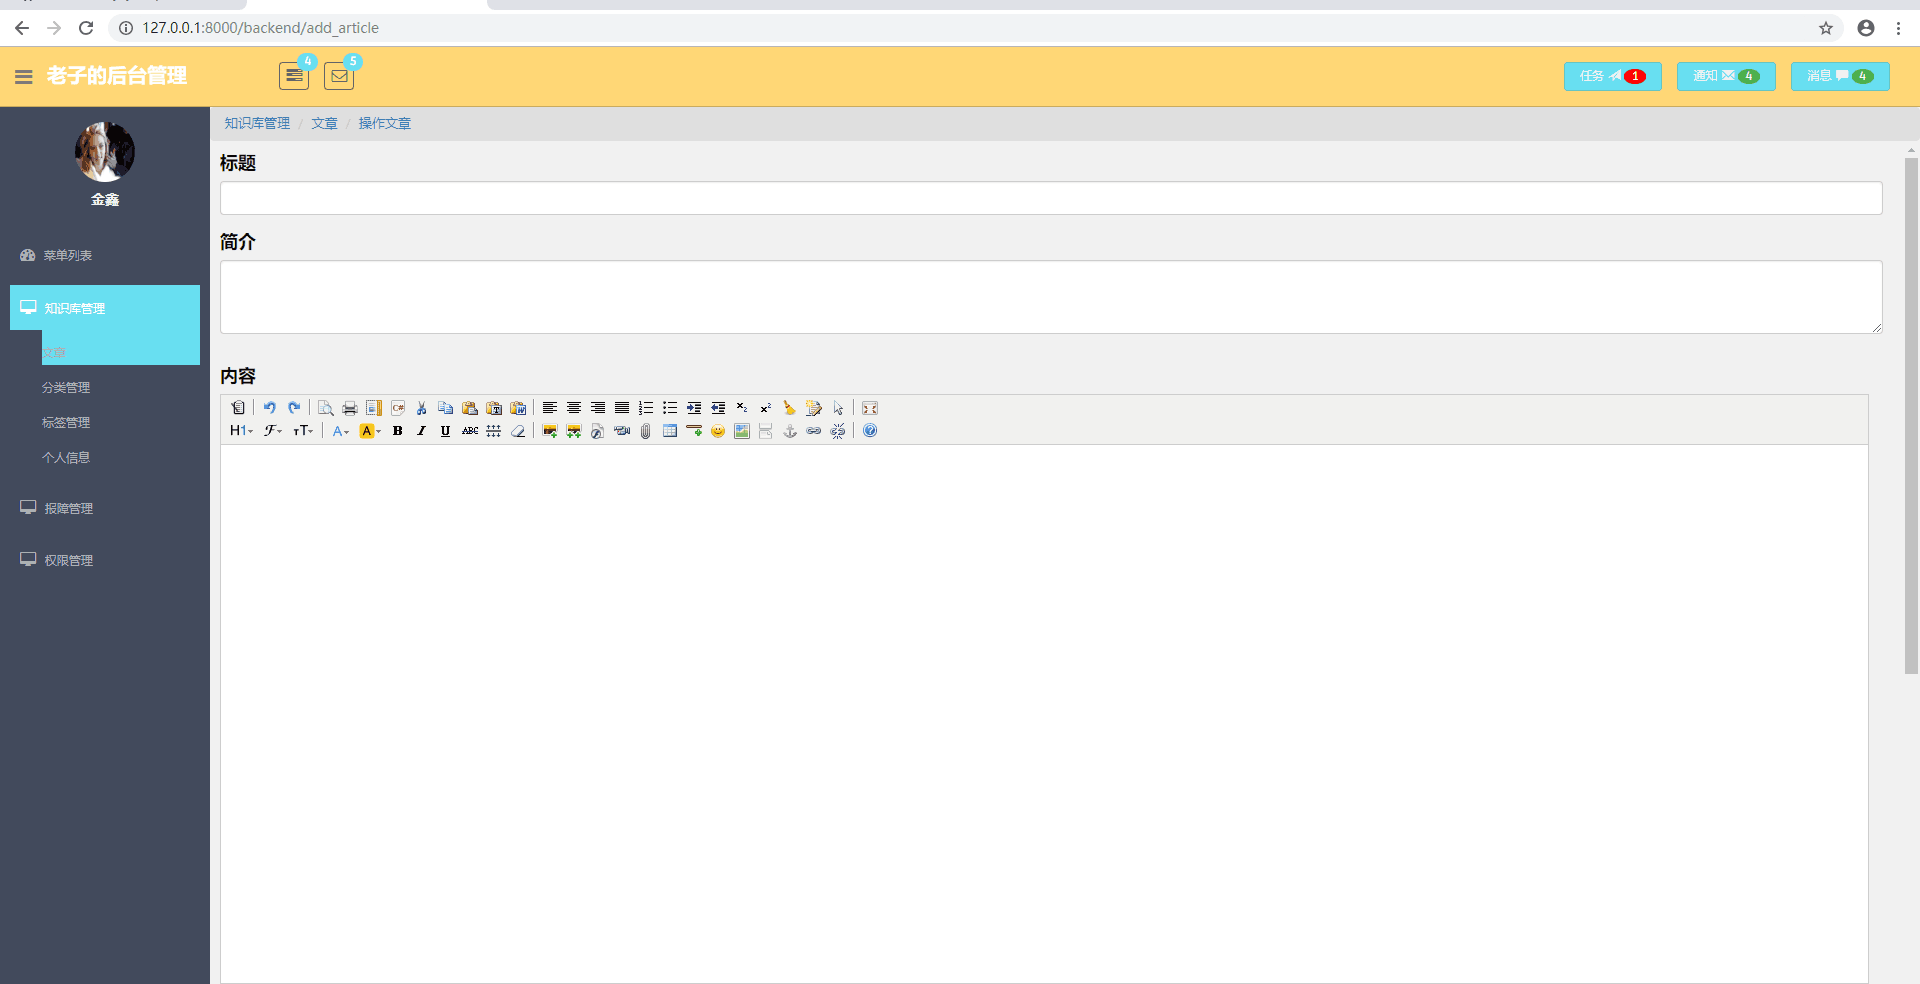 127.0.0.1:8000/backend/add_article
老子的后台管理
4
5
任务 1
通知 4
消息 4
金鑫
菜单列表
知识库管理
文章
分类管理
标签管理
个人信息
报障管理
权限管理
知识库管理 / 文章 / 操作文章
标题
简介
内容